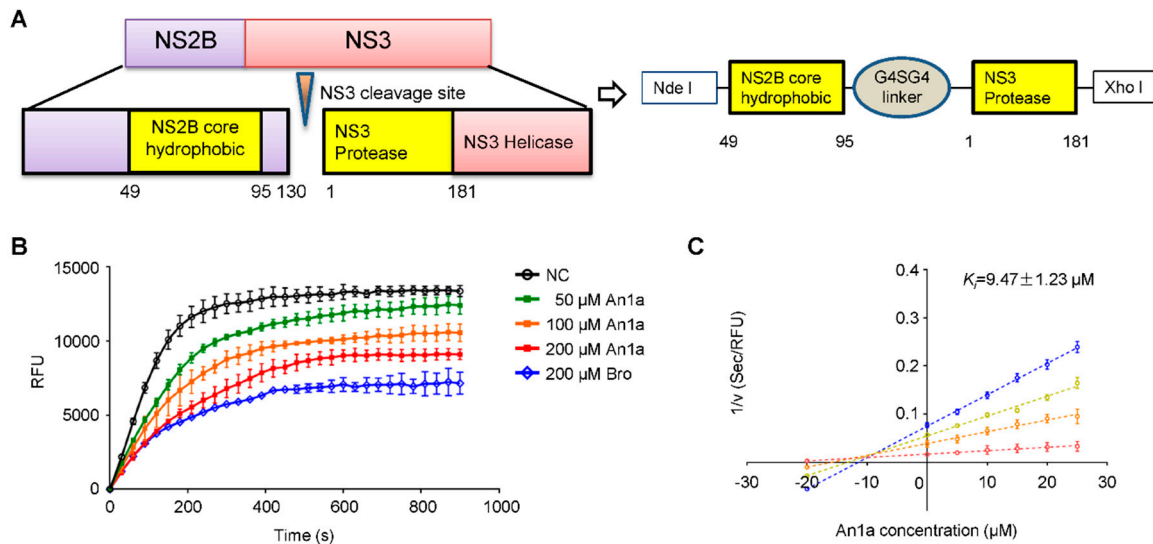 A
NS2B
NS3
NS3 cleavage site
NS2B core
hydrophobic
NS3
Protease
NS3 Helicase
49
95
130
1
181
Nde I
NS2B core
hydrophobic
G4SG4
linker
NS3
Protease
Xho I
49
95
1
181
B
15000
10000
5000
0
RFU
0
200
400
600
800
1000
Time (s)
NC
50 µM An1a
100 µM An1a
200 µM An1a
200 µM Bro
C
Ki=9.47±1.23 µM
0.4
0.3
0.2
0.1
1/v (Sec/RFU)
-30
-20
-10
0
10
20
30
An1a concentration (µM)